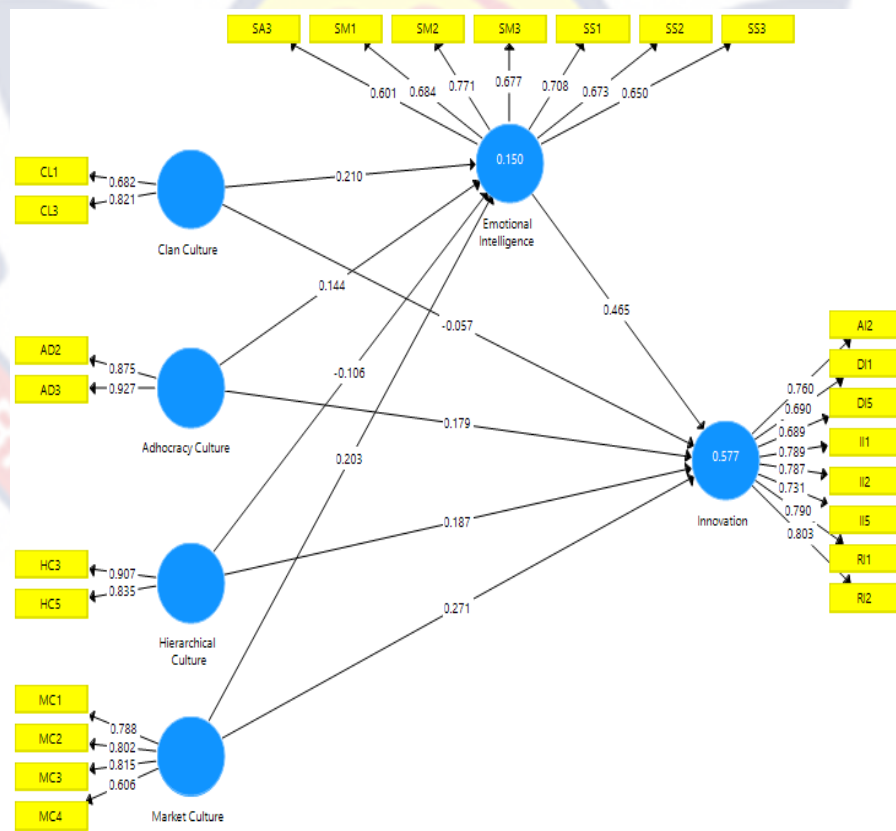 SA3
SM1
SM2
SM3
SS1
SS2
SS3
0.601
0.684
0.771
0.677
0.708
0.673
0.650
0.150
Emotional
Intelligence
CL1
CL3
0.682
0.821
Clan Culture
0.210
0.144
-0.057
-0.106
0.203
0.465
AD2
AD3
0.875
0.927
Adhocracy Culture
0.179
0.187
0.271
HC3
HC5
0.907
0.835
Hierarchical
Culture
MC1
MC2
MC3
MC4
0.788
0.802
0.815
0.606
Market Culture
0.577
Innovation
0.760
0.690
0.689
0.789
0.787
0.731
0.790
0.803
AI2
DI1
DI5
II1
II2
II5
RI1
RI2